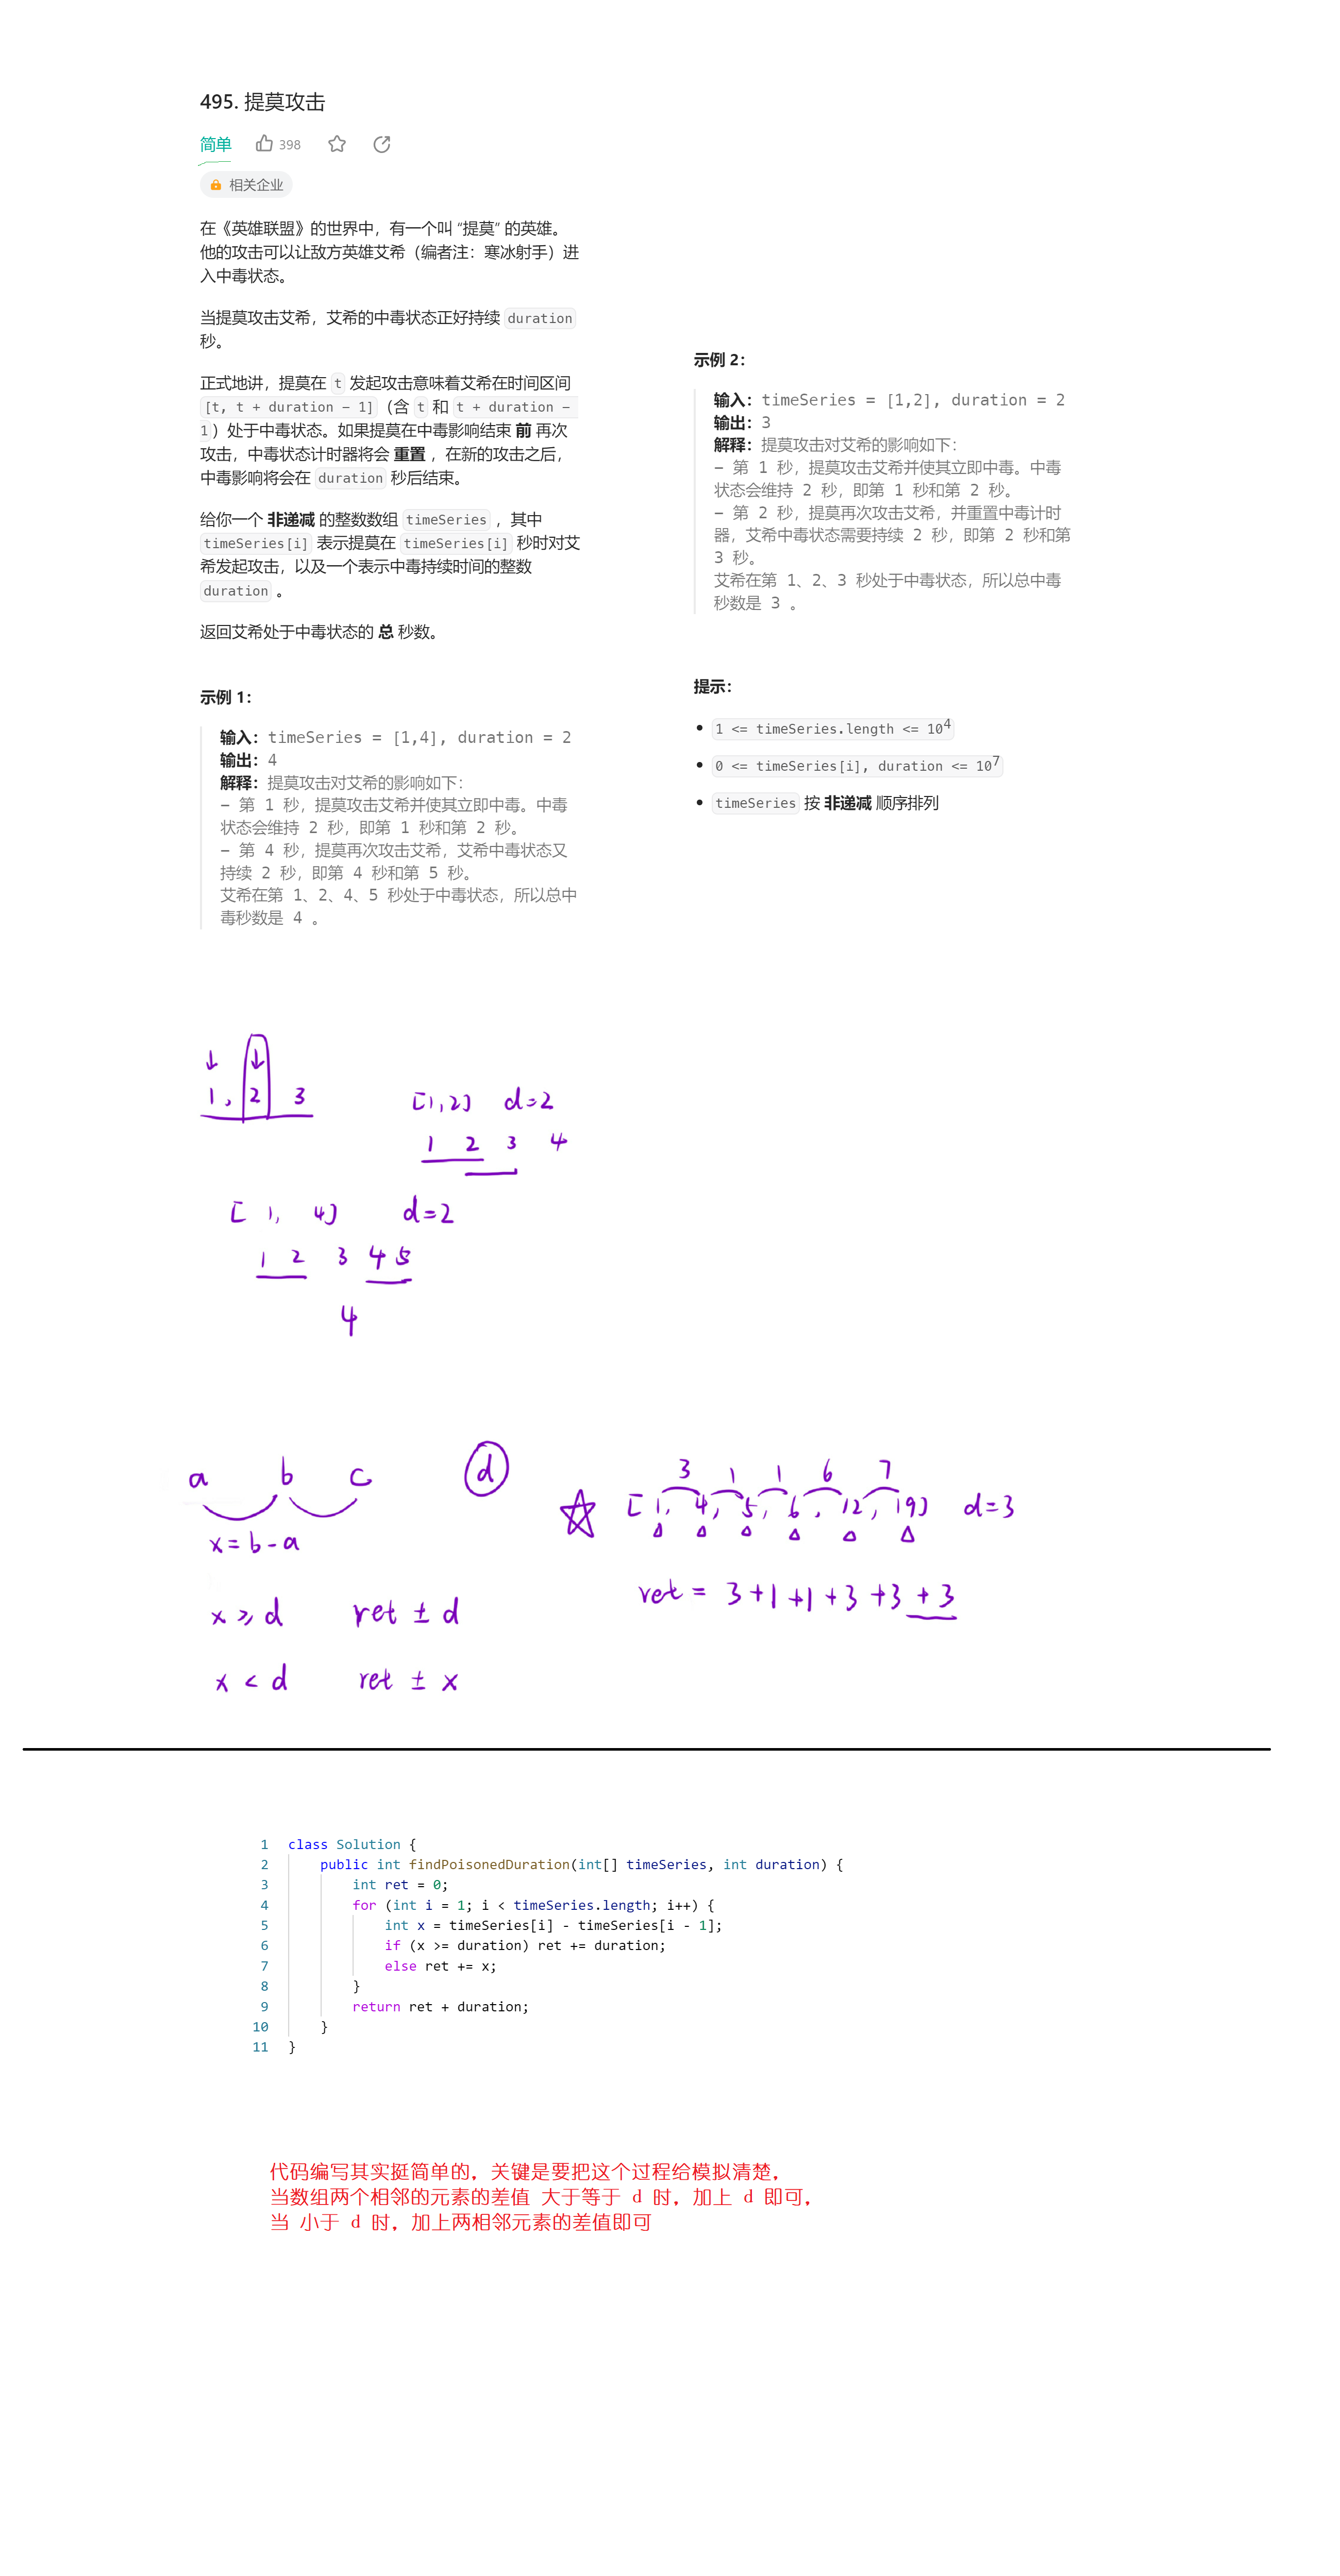 495. 提莫攻击
简单 398
相关企业
在《英雄联盟》的世界中，有一个叫 “提莫” 的英雄。
他的攻击可以让敌方英雄艾希（编者注：寒冰射手）进
入中毒状态。
当提莫攻击艾希，艾希的中毒状态正好持续 duration
秒。
正式地讲，提莫在 t 发起攻击意味着艾希在时间区间
[t, t + duration - 1]（含 t 和 t + duration -
1）处于中毒状态。如果提莫在中毒影响结束 前 再次
攻击，中毒状态计时器将会 重置 ，在新的攻击之后，
中毒影响将会在 duration 秒后结束。
给你一个 非递减 的整数数组 timeSeries ，其中
timeSeries[i] 表示提莫在 timeSeries[i] 秒时对艾
希发起攻击，以及一个表示中毒持续时间的整数
duration 。
返回艾希处于中毒状态的 总 秒数。
示例 1：
输入：timeSeries = [1,4], duration = 2
输出：4
解释：提莫攻击对艾希的影响如下：
- 第 1 秒，提莫攻击艾希并使其立即中毒。中毒
状态会维持 2 秒，即第 1 秒和第 2 秒。
- 第 4 秒，提莫再次攻击艾希，艾希中毒状态又
持续 2 秒，即第 4 秒和第 5 秒。
艾希在第 1、2、4、5 秒处于中毒状态，所以总中
毒秒数是 4 。
示例 2：
输入：timeSeries = [1,2], duration = 2
输出：3
解释：提莫攻击对艾希的影响如下：
- 第 1 秒，提莫攻击艾希并使其立即中毒。中毒
状态会维持 2 秒，即第 1 秒和第 2 秒。
- 第 2 秒，提莫再次攻击艾希，并重置中毒计时
器，艾希中毒状态需要持续 2 秒，即第 2 秒和第
3 秒。
艾希在第 1、2、3 秒处于中毒状态，所以总中毒
秒数是 3 。
提示：
• 1 <= timeSeries.length <= 10^4
• 0 <= timeSeries[i], duration <= 10^7
• timeSeries 按 非递减 顺序排列
1, 2 3
[1,2] d=2
1 2 3 4
[1, 4] d=2
1 2 3 4 5
4
a b c d
x = b - a
x ≥ d ret ± d
x < d ret ± x
3 1 1 6 7
[1, 4, 5, 6, 12, 19] d=3
ret = 3+1+1+3+3+3
1 class Solution {
2 public int findPoisonedDuration(int[] timeSeries, int duration) {
3 int ret = 0;
4 for (int i = 1; i < timeSeries.length; i++) {
5 int x = timeSeries[i] - timeSeries[i - 1];
6 if (x >= duration) ret += duration;
7 else ret += x;
8 }
9 return ret + duration;
10 }
11 }
代码编写其实挺简单的，关键是要把这个过程给模拟清楚，
当数组两个相邻的元素的差值 大于等于 d 时，加上 d 即可，
当 小于 d 时，加上两相邻元素的差值即可